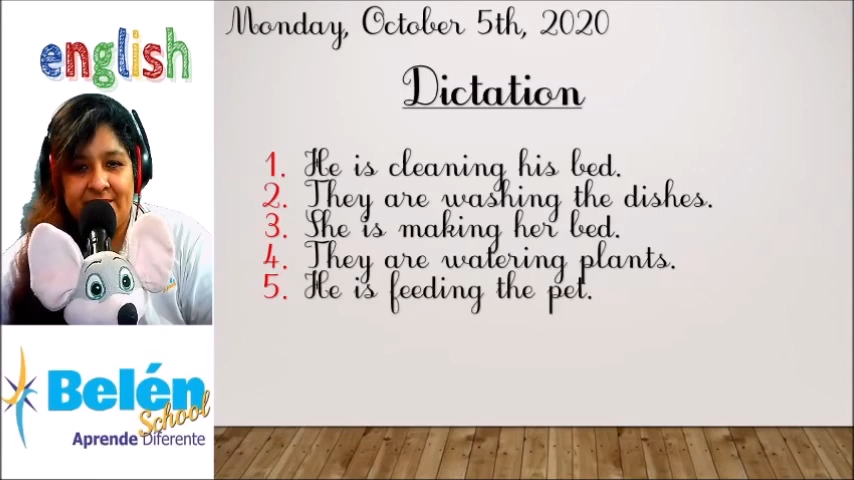 Monday, October 5th, 2020
english
Dictation
1. He is cleaning his bed.
2. They are washing the dishes.
3. She is making her bed.
4. They are watering plants.
5. He is feeding the pet.
Belén
School
Aprende Diferente